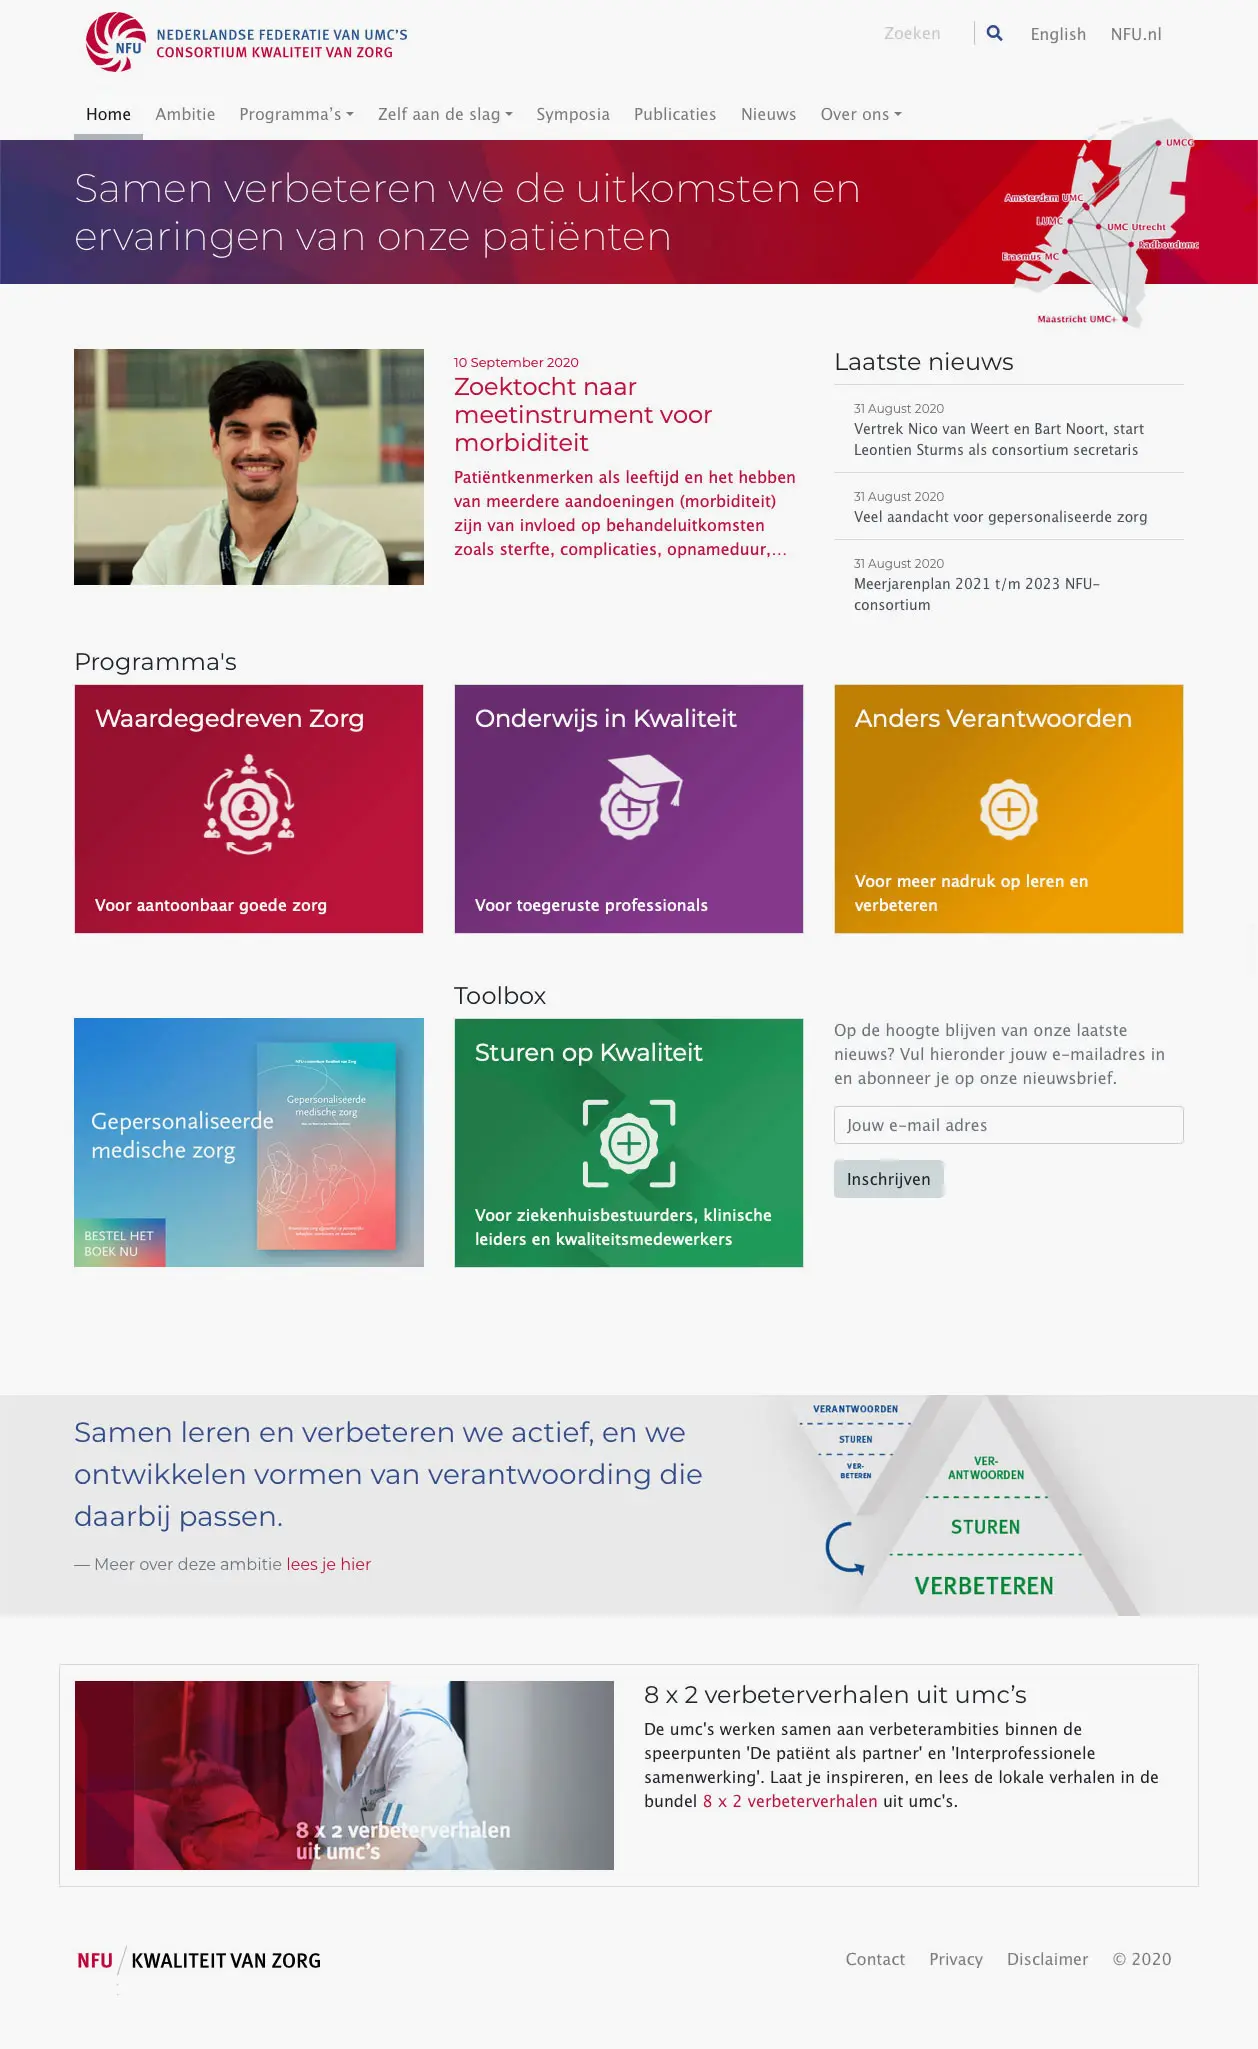 NFU
NEDERLANDSE FEDERATIE VAN UMC'S
CONSORTIUM KWALITEIT VAN ZORG
Zoeken
English
NFU.nl
Home
Ambitie
Programma's
Zelf aan de slag
Symposia
Publicaties
Nieuws
Over ons
Samen verbeteren we de uitkomsten en
ervaringen van onze patiënten
UMCG
Amsterdam UMC
LUMC
UMC Utrecht
Radboudumc
Erasmus MC
Maastricht UMC+
10 September 2020
Zoektocht naar
meetinstrument voor
morbiditeit
Patiëntkenmerken als leeftijd en het hebben
van meerdere aandoeningen (morbiditeit)
zijn van invloed op behandeluitkomsten
zoals sterfte, complicaties, opnameduur,…
Laatste nieuws
31 August 2020
Vertrek Nico van Weert en Bart Noort, start
Leontien Sturms als consortium secretaris
31 August 2020
Veel aandacht voor gepersonaliseerde zorg
31 August 2020
Meerjarenplan 2021 t/m 2023 NFU-
consortium
Programma's
Waardegedreven Zorg
Voor aantoonbaar goede zorg
Onderwijs in Kwaliteit
Voor toegeruste professionals
Anders Verantwoorden
Voor meer nadruk op leren en
verbeteren
Gepersonaliseerde
medische zorg
BESTEL HET
BOEK NU
Gepersonaliseerde
medische zorg
Toolbox
Sturen op Kwaliteit
Voor ziekenhuisbestuurders, klinische
leiders en kwaliteitsmedewerkers
Op de hoogte blijven van onze laatste
nieuws? Vul hieronder jouw e-mailadres in
en abonneer je op onze nieuwsbrief.
Jouw e-mail adres
Inschrijven
Samen leren en verbeteren we actief, en we
ontwikkelen vormen van verantwoording die
daarbij passen.
— Meer over deze ambitie lees je hier
VERANTWOORDEN
STUREN
VER-
BETEREN
VER-
ANTWOORDEN
STUREN
VERBETEREN
8 x 2 verbeterverhalen
uit umc's
8 x 2 verbeterverhalen uit umc's
De umc's werken samen aan verbeterambities binnen de
speerpunten 'De patiënt als partner' en 'Interprofessionele
samenwerking'. Laat je inspireren, en lees de lokale verhalen in de
bundel 8 x 2 verbeterverhalen uit umc's.
NFU / KWALITEIT VAN ZORG
Contact
Privacy
Disclaimer
© 2020